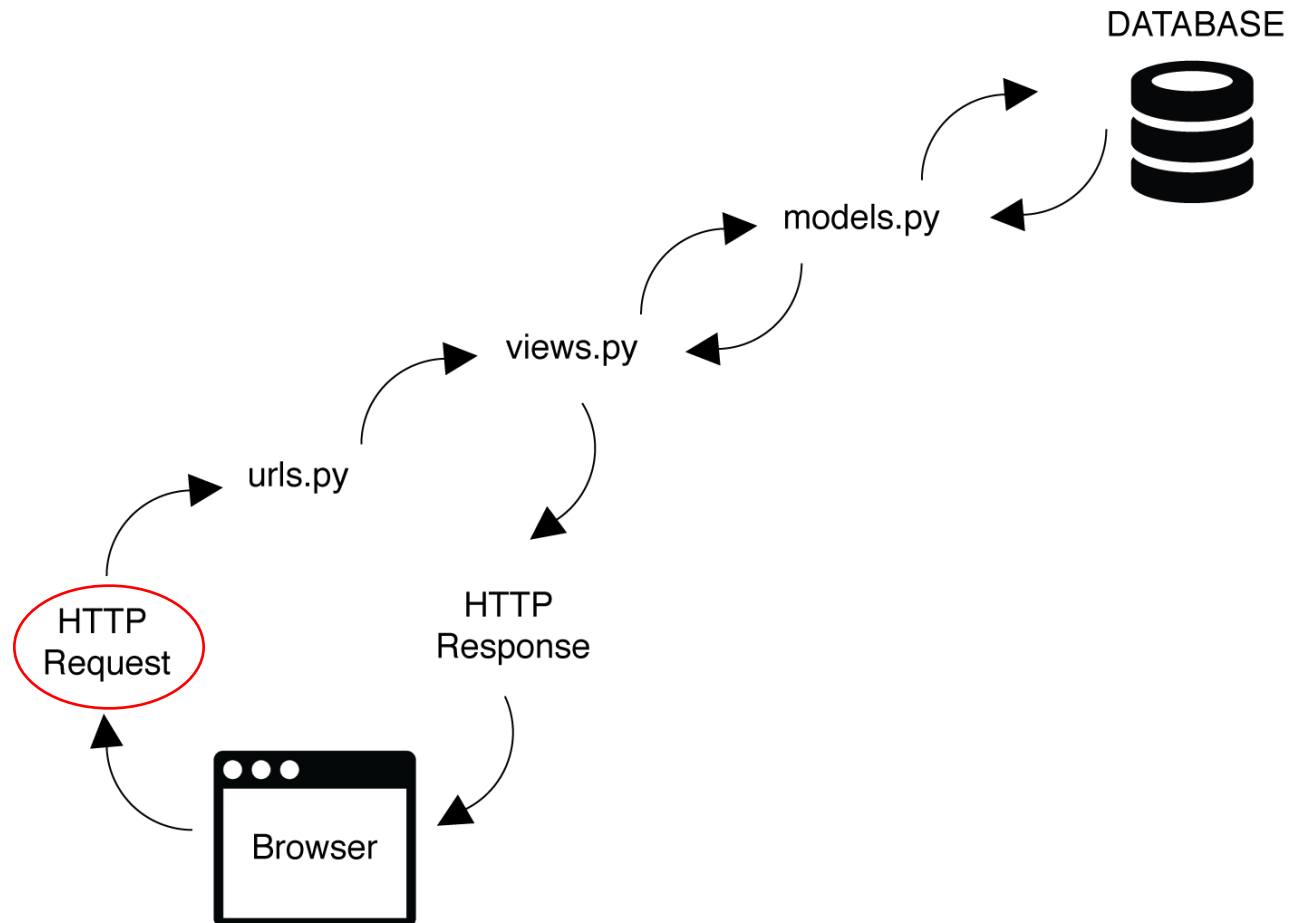 DATABASE
models.py
views.py
urls.py
HTTP
Request
HTTP
Response
Browser